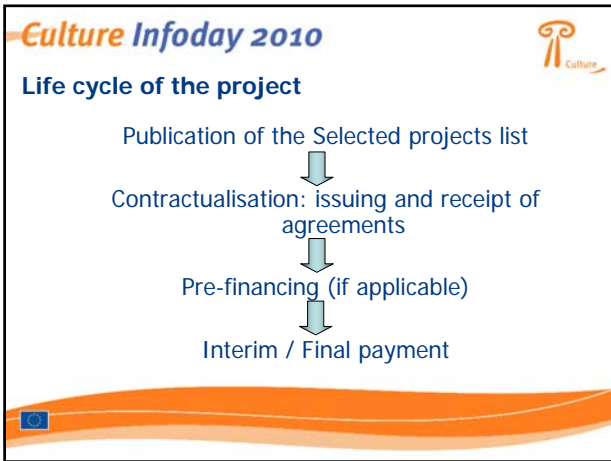 Culture Infoday 2010
Culture
Life cycle of the project
Publication of the Selected projects list
Contractualisation: issuing and receipt of
agreements
Pre-financing (if applicable)
Interim / Final payment